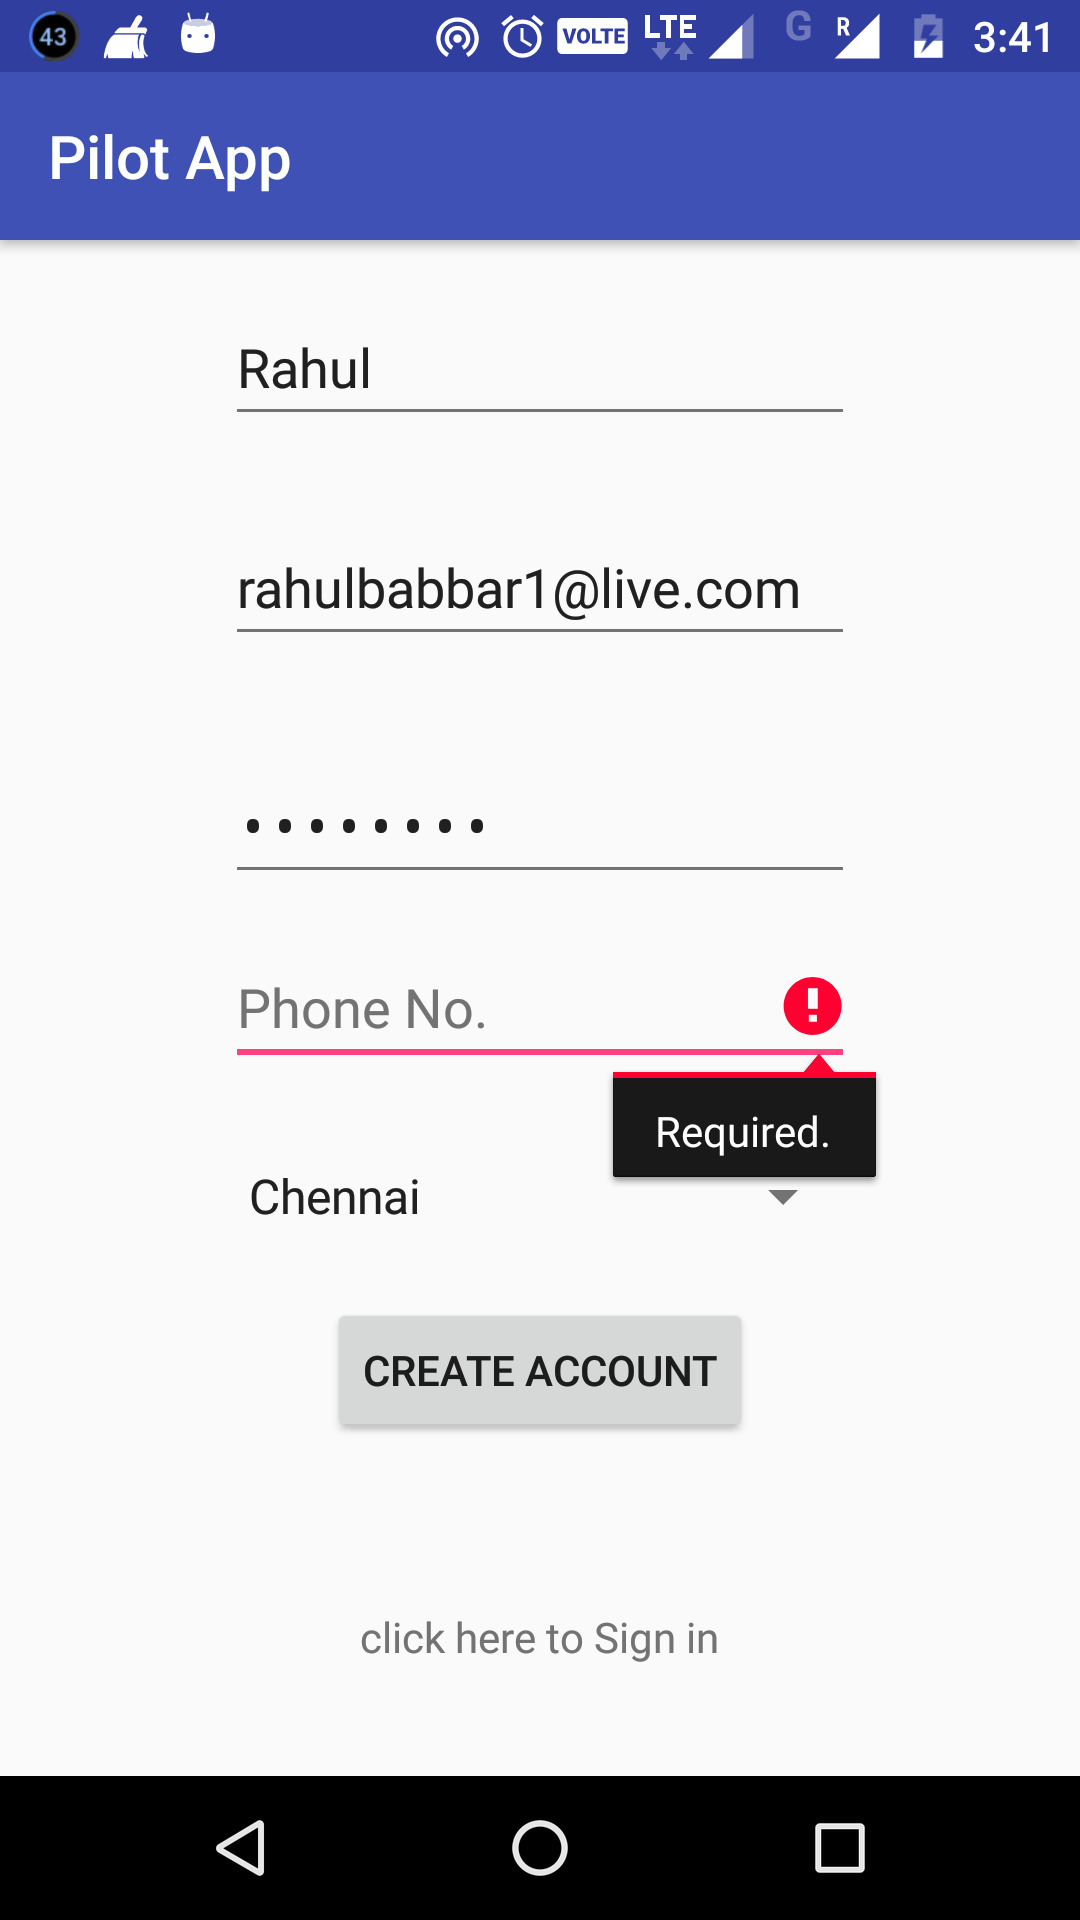 43 VOLTE LTE G R 3:41
Pilot App
Rahul
rahulbabbar1@live.com
Phone No.
Required.
Chennai
CREATE ACCOUNT
click here to Sign in